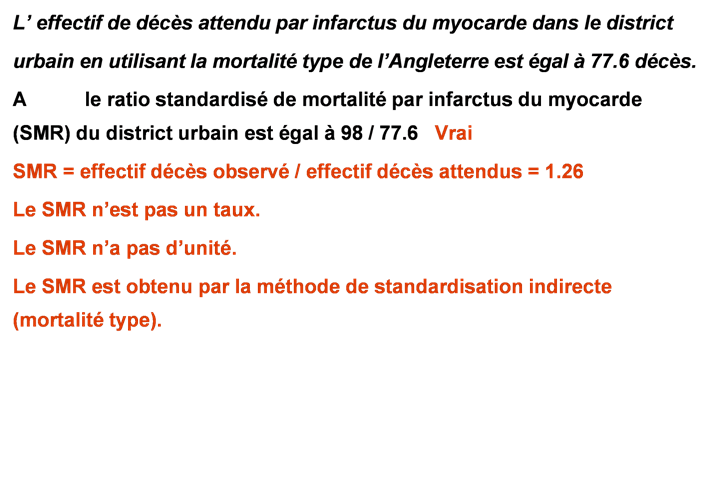 L’ effectif de décès attendu par infarctus du myocarde dans le district
urbain en utilisant la mortalité type de l’Angleterre est égal à 77.6 décès.
A le ratio standardisé de mortalité par infarctus du myocarde
(SMR) du district urbain est égal à 98 / 77.6 Vrai
SMR = effectif décès observé / effectif décès attendus = 1.26
Le SMR n’est pas un taux.
Le SMR n’a pas d’unité.
Le SMR est obtenu par la méthode de standardisation indirecte
(mortalité type).